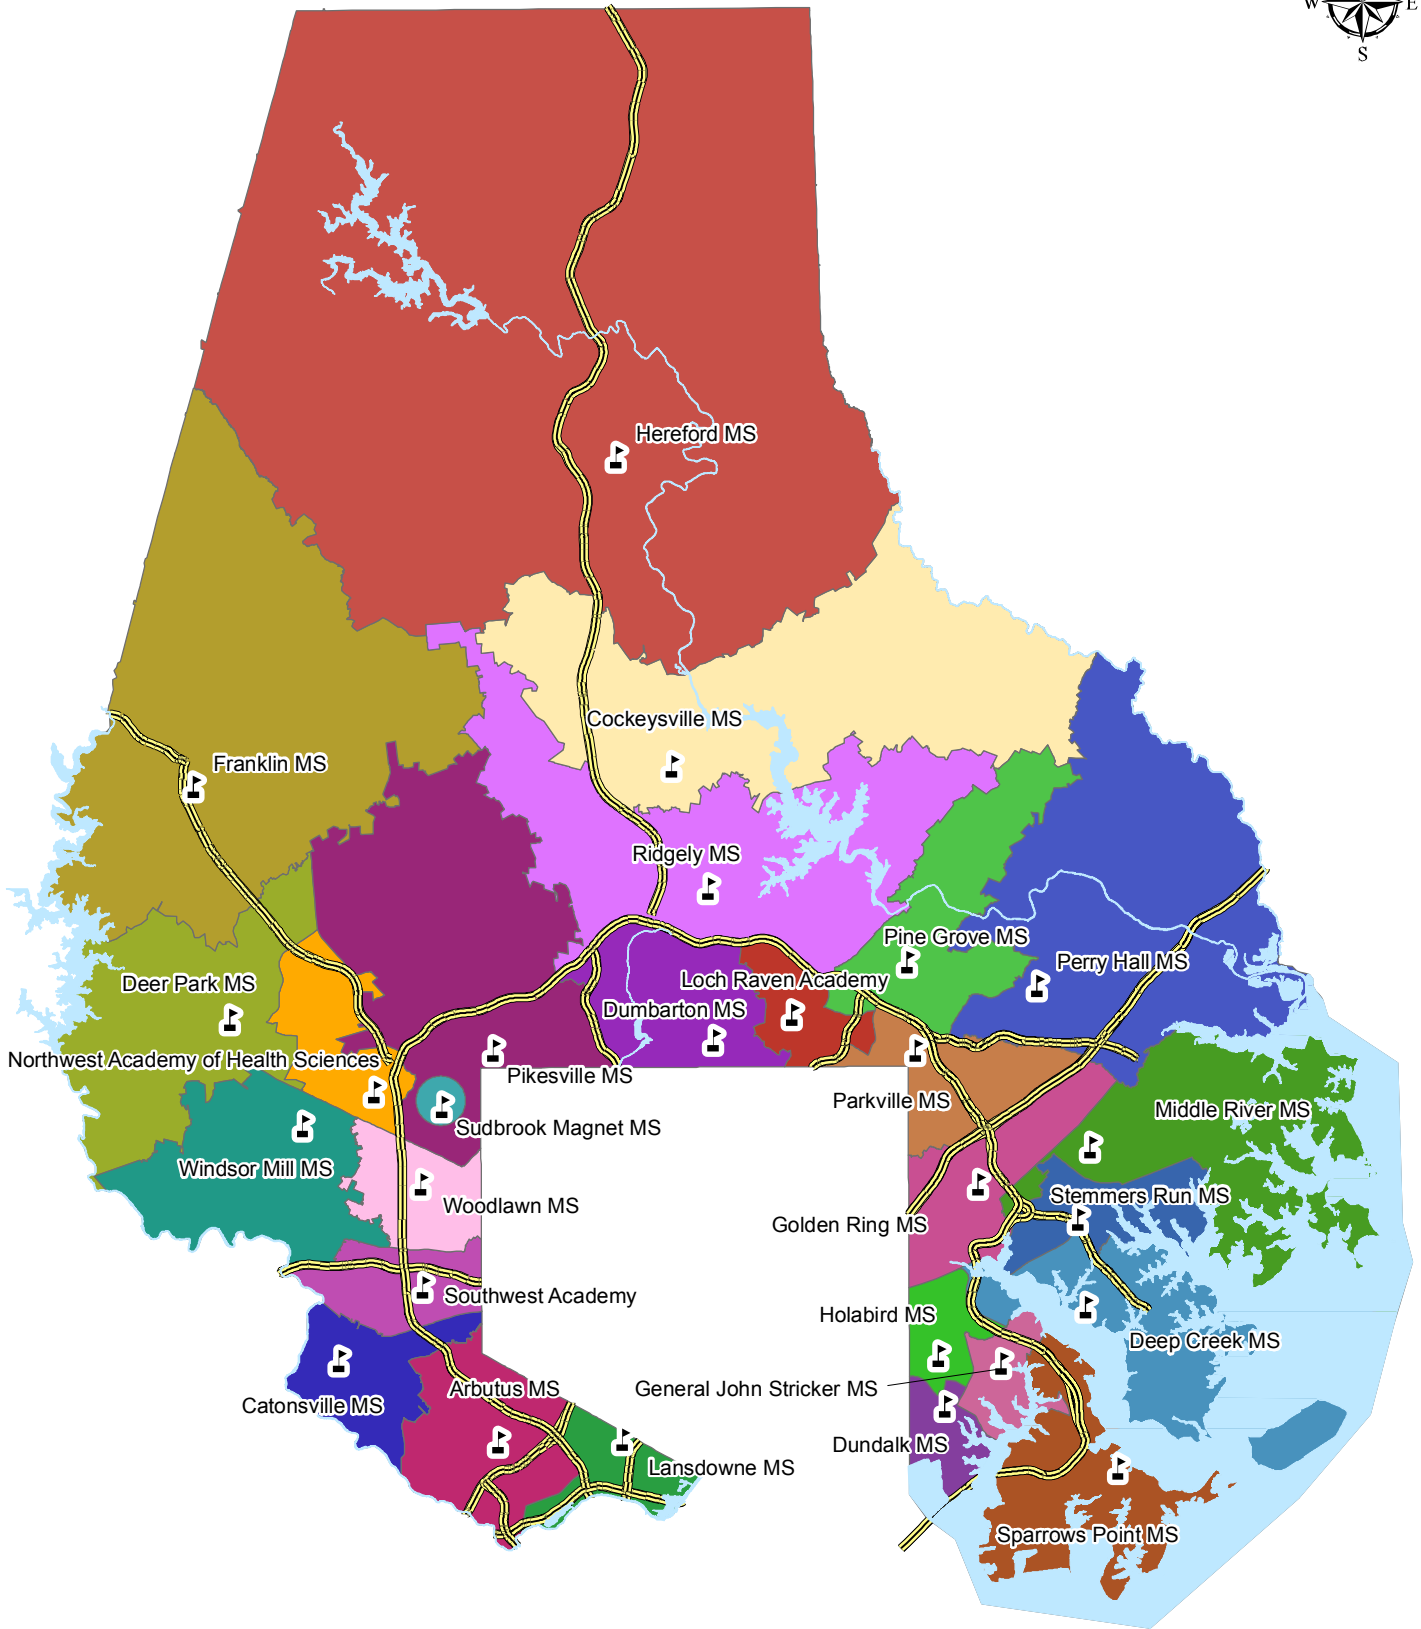 W E
S
Hereford MS
Cockeysville MS
Franklin MS
Ridgely MS
Pine Grove MS
Perry Hall MS
Deer Park MS
Loch Raven Academy
Dumbarton MS
Northwest Academy of Health Sciences
Pikesville MS
Parkville MS
Middle River MS
Sudbrook Magnet MS
Windsor Mill MS
Stemmers Run MS
Woodlawn MS
Golden Ring MS
Southwest Academy
Holabird MS
Deep Creek MS
General John Stricker MS
Arbutus MS
Catonsville MS
Dundalk MS
Lansdowne MS
Sparrows Point MS